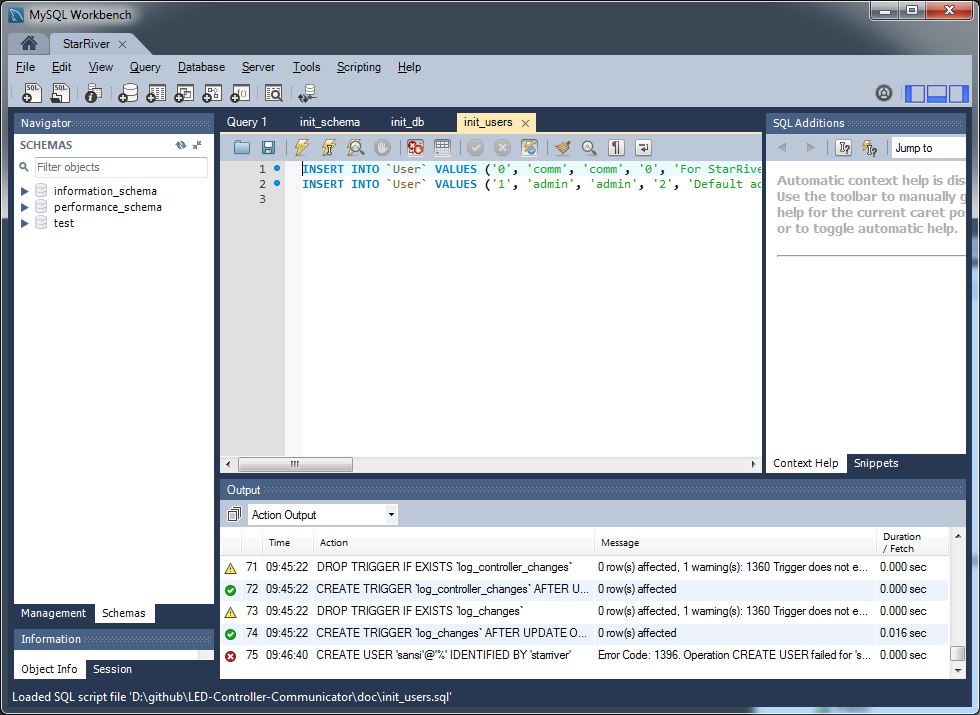 MySQL Workbench
StarRiver
File Edit View Query Database Server Tools Scripting Help
Navigator
SCHEMAS
Filter objects
information_schema
performance_schema
test
Management Schemas
Information
Object Info Session
Query 1 init_schema init_db init_users
1 INSERT INTO `User` VALUES ('0', 'comm', 'comm', '0', 'For StarRive
2 INSERT INTO `User` VALUES ('1', 'admin', 'admin', '2', 'Default ad
3
SQL Additions
Jump to
Automatic context help is dis
Use the toolbar to manually g
help for the current caret po
or to toggle automatic help.
Context Help Snippets
Output
Action Output
Time Action Message Duration / Fetch
71 09:45:22 DROP TRIGGER IF EXISTS `log_controller_changes` 0 row(s) affected, 1 warning(s): 1360 Trigger does not e... 0.000 sec
72 09:45:22 CREATE TRIGGER `log_controller_changes` AFTER U... 0 row(s) affected 0.000 sec
73 09:45:22 DROP TRIGGER IF EXISTS `log_changes` 0 row(s) affected, 1 warning(s): 1360 Trigger does not e... 0.000 sec
74 09:45:22 CREATE TRIGGER `log_changes` AFTER UPDATE O... 0 row(s) affected 0.016 sec
75 09:46:40 CREATE USER 'sansi'@'%' IDENTIFIED BY 'starriver' Error Code: 1396. Operation CREATE USER failed for 's... 0.000 sec
Loaded SQL script file 'D:\github\LED-Controller-Communicator\doc\init_users.sql'